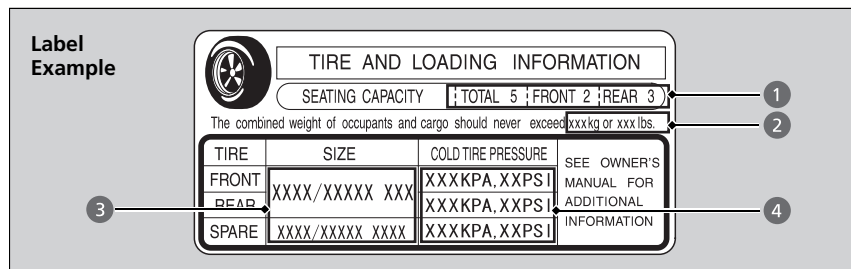 Label
Example
TIRE AND LOADING INFORMATION
SEATING CAPACITY TOTAL 5 FRONT 2 REAR 3
1
The combined weight of occupants and cargo should never exceed xxxkg or xxx lbs.
2
TIRE SIZE COLD TIRE PRESSURE SEE OWNER'S MANUAL FOR ADDITIONAL INFORMATION
FRONT XXXX/XXXXX XXX XXXKPA,XXPSI
REAR XXXKPA,XXPSI
3
4
SPARE XXXX/XXXXX XXXX XXXKPA,XXPSI